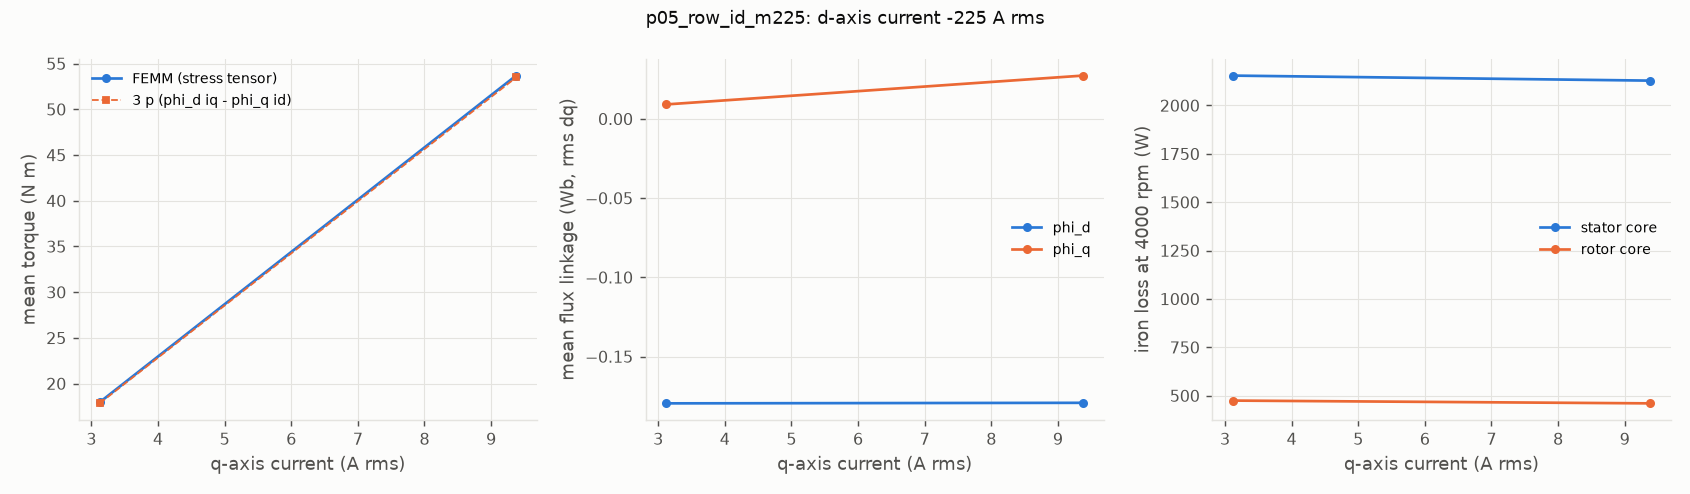 p05_row_id_m225: d-axis current -225 A rms
mean torque (N m)
55
50
45
40
35
30
25
20
FEMM (stress tensor)
3 p (phi_d iq - phi_q id)
3 4 5 6 7 8 9
q-axis current (A rms)
mean flux linkage (Wb, rms dq)
0.00
−0.05
−0.10
−0.15
phi_d
phi_q
3 4 5 6 7 8 9
q-axis current (A rms)
iron loss at 4000 rpm (W)
2000
1750
1500
1250
1000
750
500
stator core
rotor core
3 4 5 6 7 8 9
q-axis current (A rms)